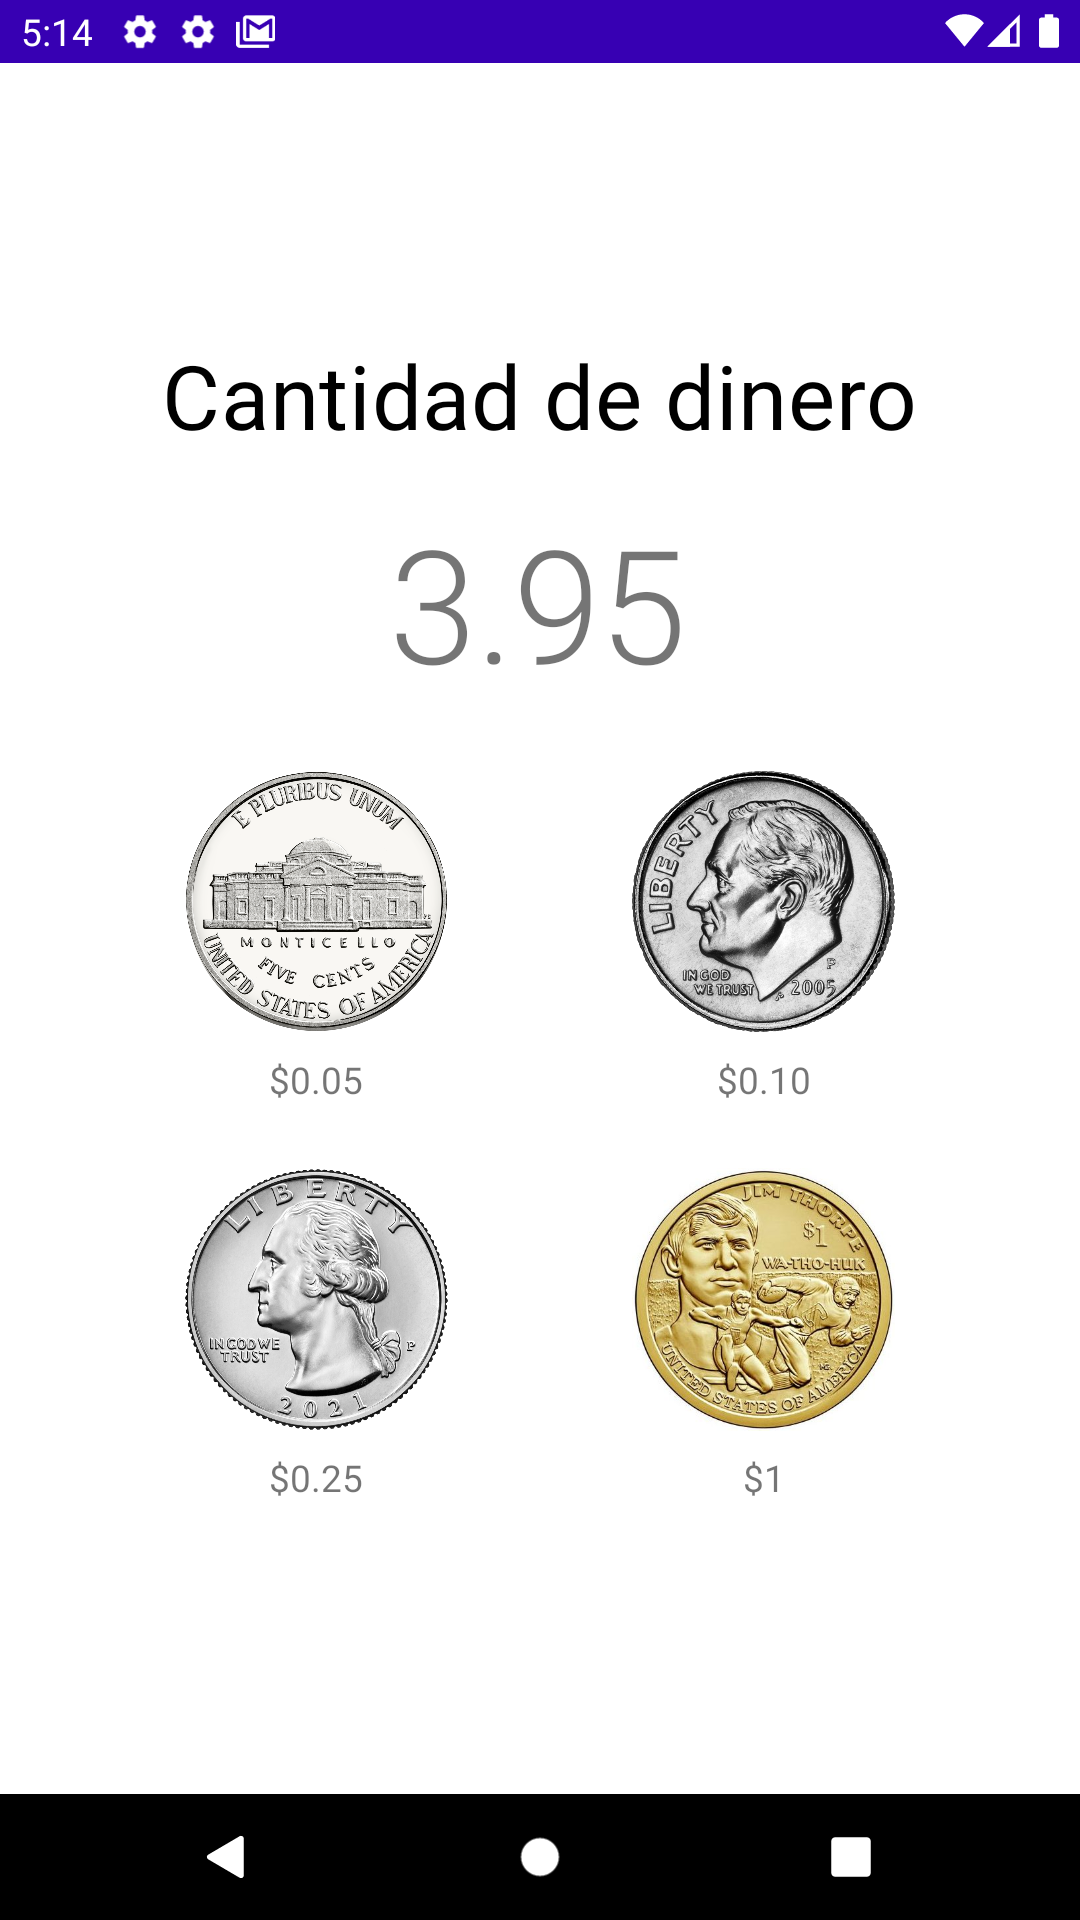 5:14
Cantidad de dinero
3.95
E PLURIBUS UNUM
MONTICELLO
FIVE CENTS
UNITED STATES OF AMERICA
$0.05
LIBERTY
IN GOD
WE TRUST
P
2005
$0.10
LIBERTY
IN GOD WE
TRUST
P
2021
$0.25
JIM THORPE
$1
WA-THO-HUK
UNITED STATES OF AMERICA
$1